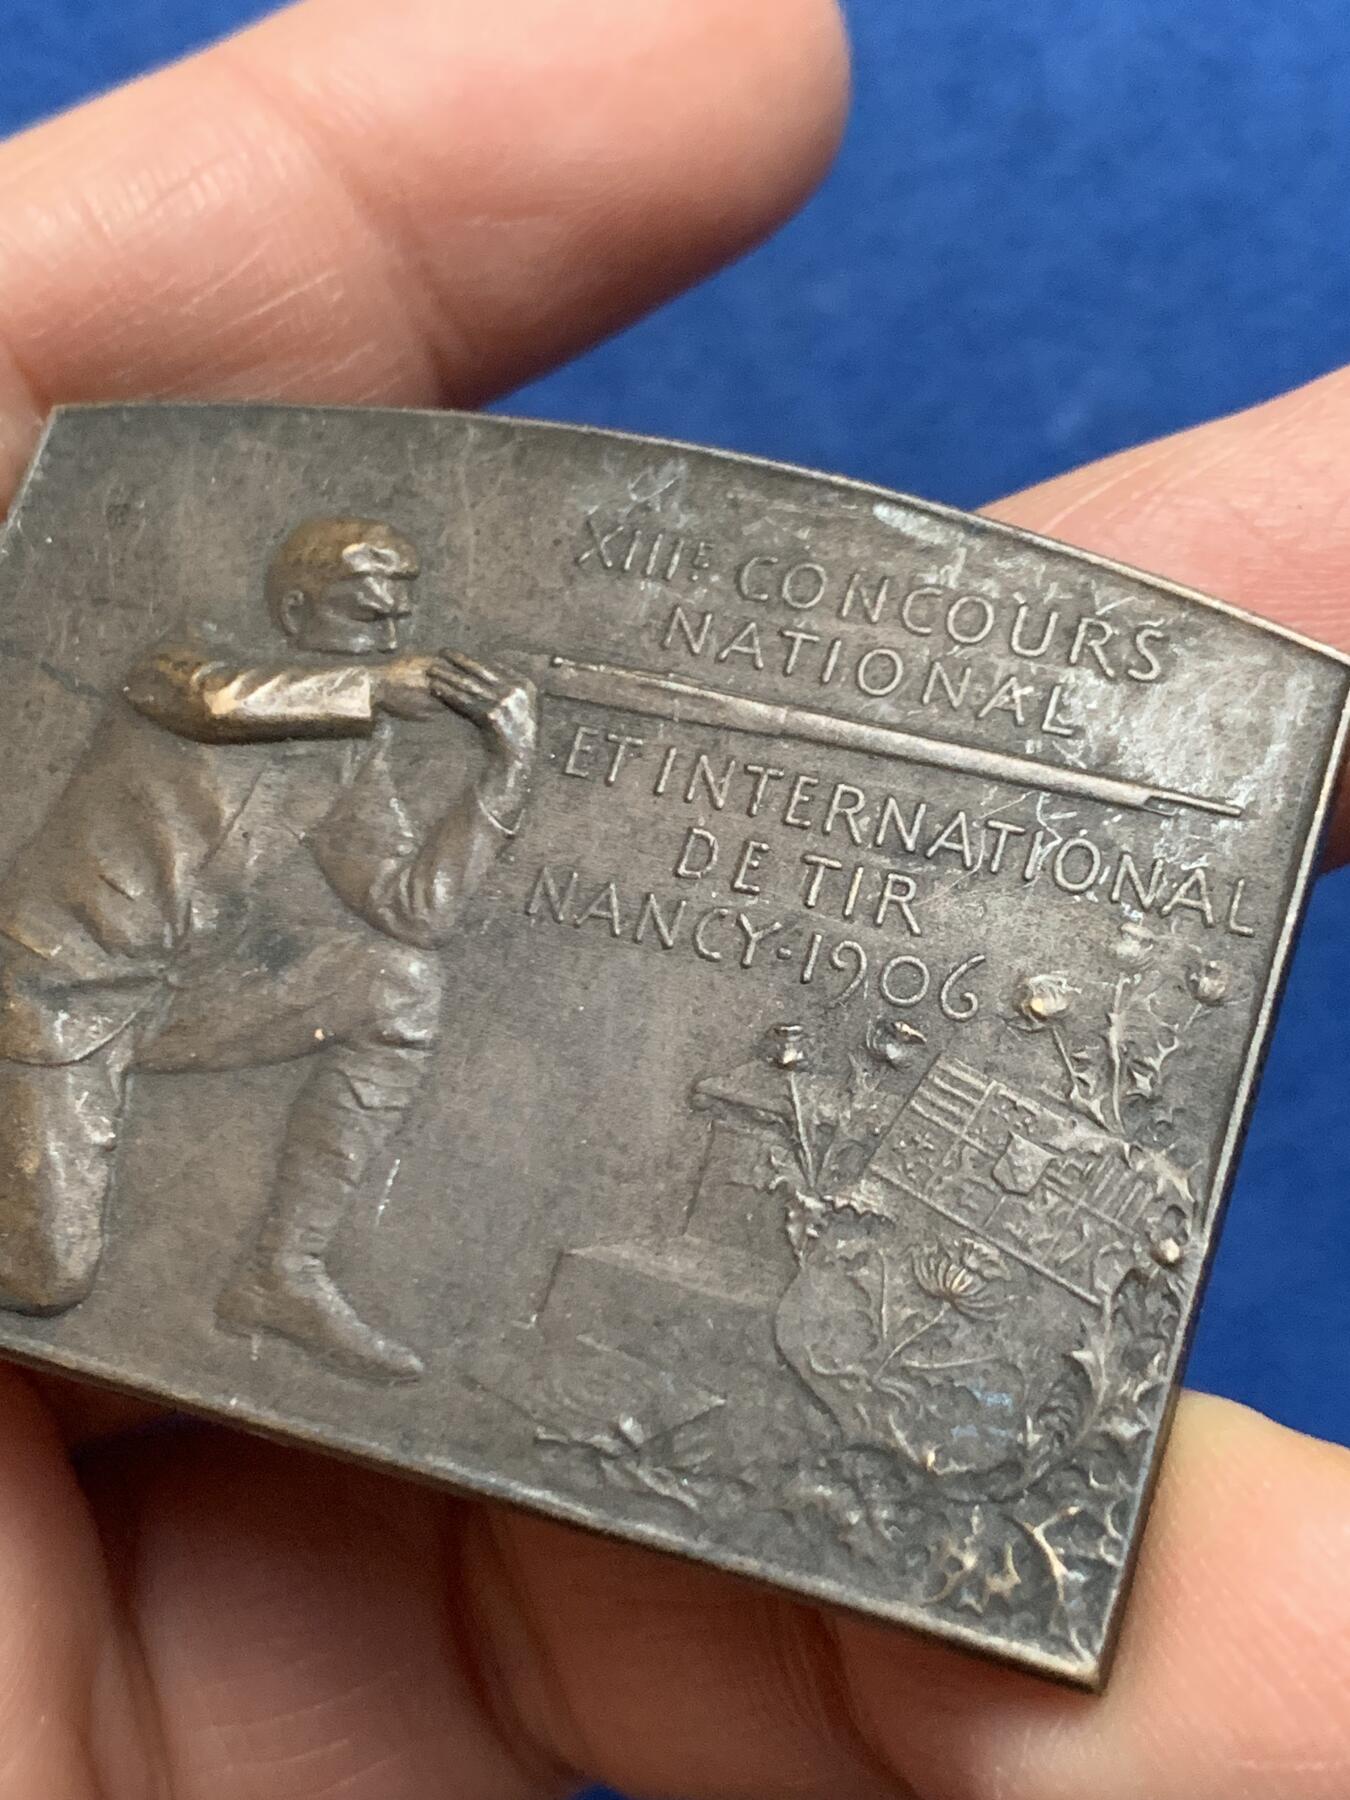 XIIIE CONCOURS
NATIONAL
ET INTERNATIONAL
DE TIR
NANCY·1906